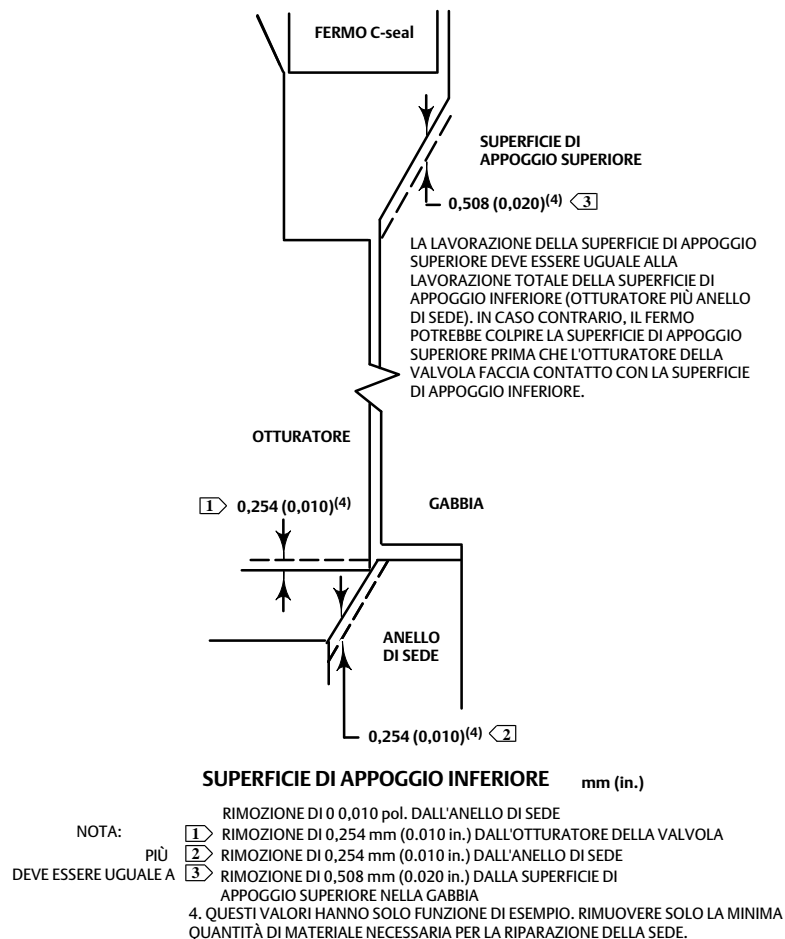 FERMO C-seal
SUPERFICIE DI
APPOGGIO SUPERIORE
0,508 (0,020)(4) 3
LA LAVORAZIONE DELLA SUPERFICIE DI APPOGGIO
SUPERIORE DEVE ESSERE UGUALE ALLA
LAVORAZIONE TOTALE DELLA SUPERFICIE DI
APPOGGIO INFERIORE (OTTURATORE PIÙ ANELLO
DI SEDE). IN CASO CONTRARIO, IL FERMO
POTREBBE COLPIRE LA SUPERFICIE DI APPOGGIO
SUPERIORE PRIMA CHE L'OTTURATORE DELLA
VALVOLA FACCIA CONTATTO CON LA SUPERFICIE
DI APPOGGIO INFERIORE.
OTTURATORE
1 0,254 (0,010)(4)
GABBIA
ANELLO
DI SEDE
0,254 (0,010)(4) 2
SUPERFICIE DI APPOGGIO INFERIORE mm (in.)
RIMOZIONE DI 0 0,010 pol. DALL'ANELLO DI SEDE
NOTA: 1 RIMOZIONE DI 0,254 mm (0.010 in.) DALL'OTTURATORE DELLA VALVOLA
PIÙ 2 RIMOZIONE DI 0,254 mm (0.010 in.) DALL'ANELLO DI SEDE
DEVE ESSERE UGUALE A 3 RIMOZIONE DI 0,508 mm (0.020 in.) DALLA SUPERFICIE DI
APPOGGIO SUPERIORE NELLA GABBIA
4. QUESTI VALORI HANNO SOLO FUNZIONE DI ESEMPIO. RIMUOVERE SOLO LA MINIMA
QUANTITÀ DI MATERIALE NECESSARIA PER LA RIPARAZIONE DELLA SEDE.